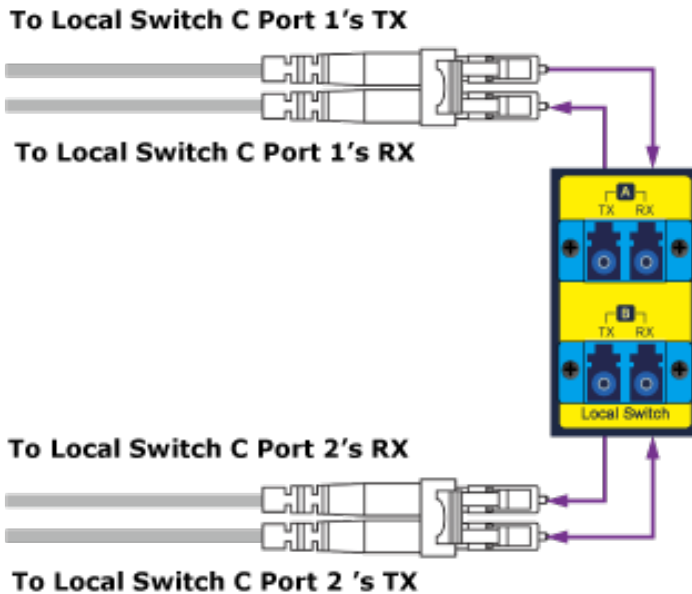 To Local Switch C Port 1's TX
To Local Switch C Port 1's RX
A
TX RX
B
TX RX
Local Switch
To Local Switch C Port 2's RX
To Local Switch C Port 2 's TX